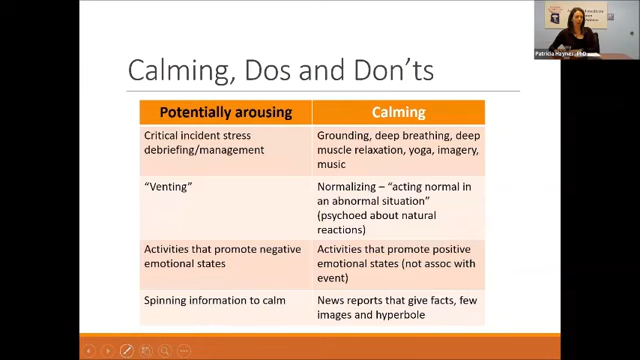 Patricia Haynes, PhD
Calming, Dos and Don'ts
Potentially arousing
Calming
Critical incident stress
debriefing/management
Grounding, deep breathing, deep
muscle relaxation, yoga, imagery,
music
"Venting"
Normalizing – "acting normal in
an abnormal situation"
(psychoed about natural
reactions)
Activities that promote negative
emotional states
Activities that promote positive
emotional states (not assoc with
event)
Spinning information to calm
News reports that give facts, few
images and hyperbole